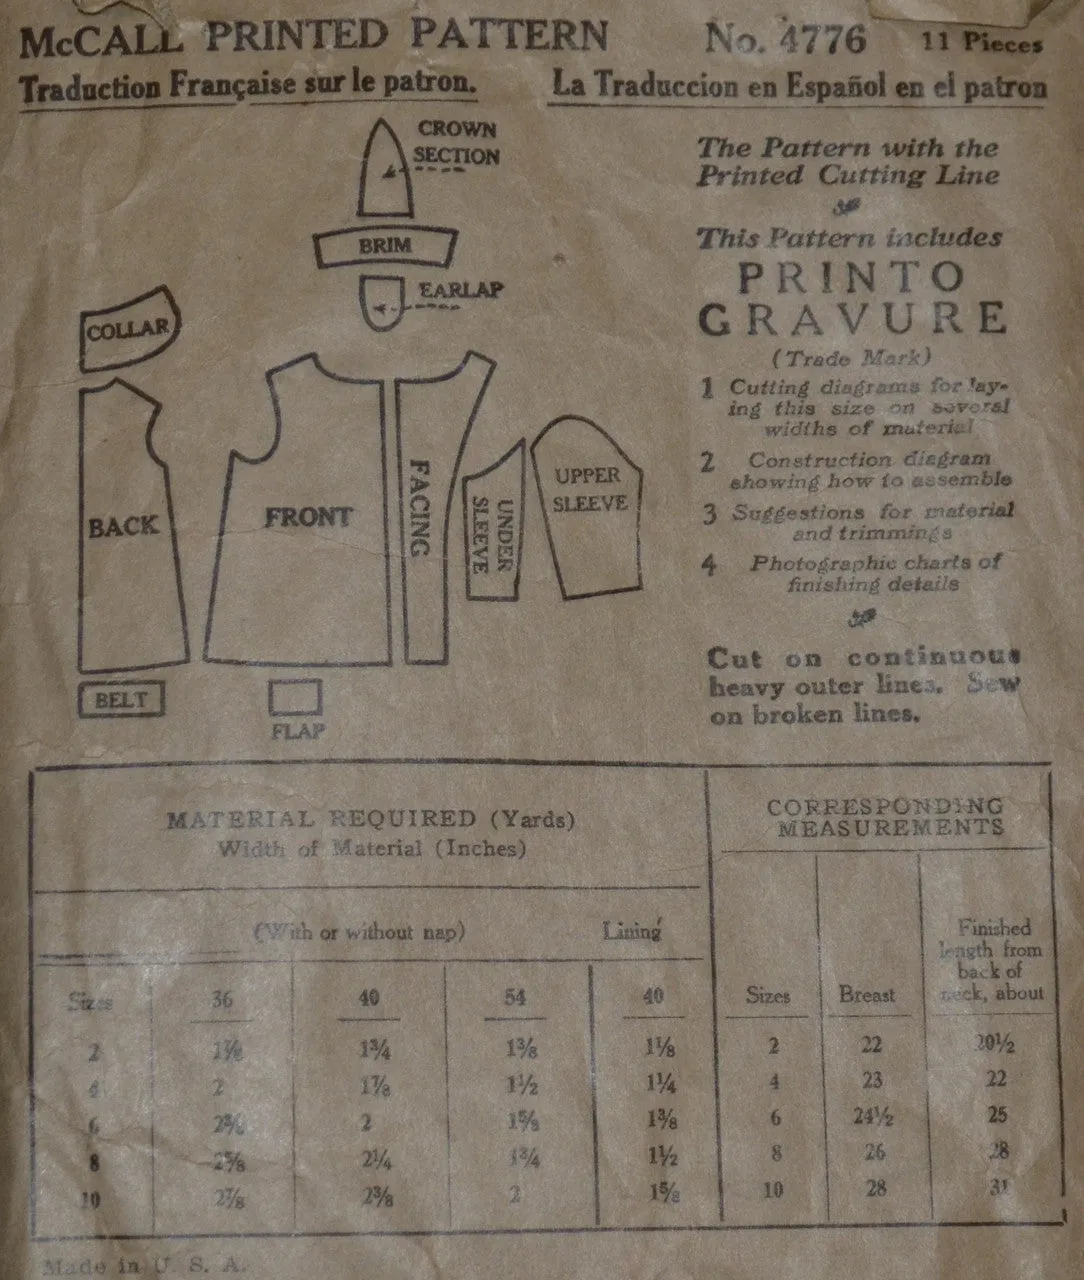 McCALL PRINTED PATTERN No. 4776 11 Pieces
Traduction Française sur le patron. La Traduccion en Español en el patron
CROWN
SECTION
BRIM
EARLAP
COLLAR
BACK
FRONT
FACING
UNDER
SLEEVE
UPPER
SLEEVE
BELT
FLAP
The Pattern with the
Printed Cutting Line
This Pattern includes
PRINTO
GRAVURE
(Trade Mark)
1 Cutting diagrams for lay-
ing this size on several
widths of material
2 Construction diagram
showing how to assemble
3 Suggestions for material
and trimmings
4 Photographic charts of
finishing details
Cut on continuous
heavy outer lines. Sew
on broken lines.
MATERIAL REQUIRED (Yards)
Width of Material (Inches)
(With or without nap) Lining
Sizes 36 40 54 40
2 1⅞ 1¾ 1⅜ 1⅛
4 2 1⅞ 1½ 1¼
6 2⅜ 2 1⅝ 1⅜
8 2⅝ 2¼ 1¾ 1½
10 2⅞ 2⅜ 2 1⅝
CORRESPONDING
MEASUREMENTS
Sizes Breast Finished
length from
back of
neck, about
2 22 20½
4 23 22
6 24½ 25
8 26 28
10 28 31
Made in U. S. A.